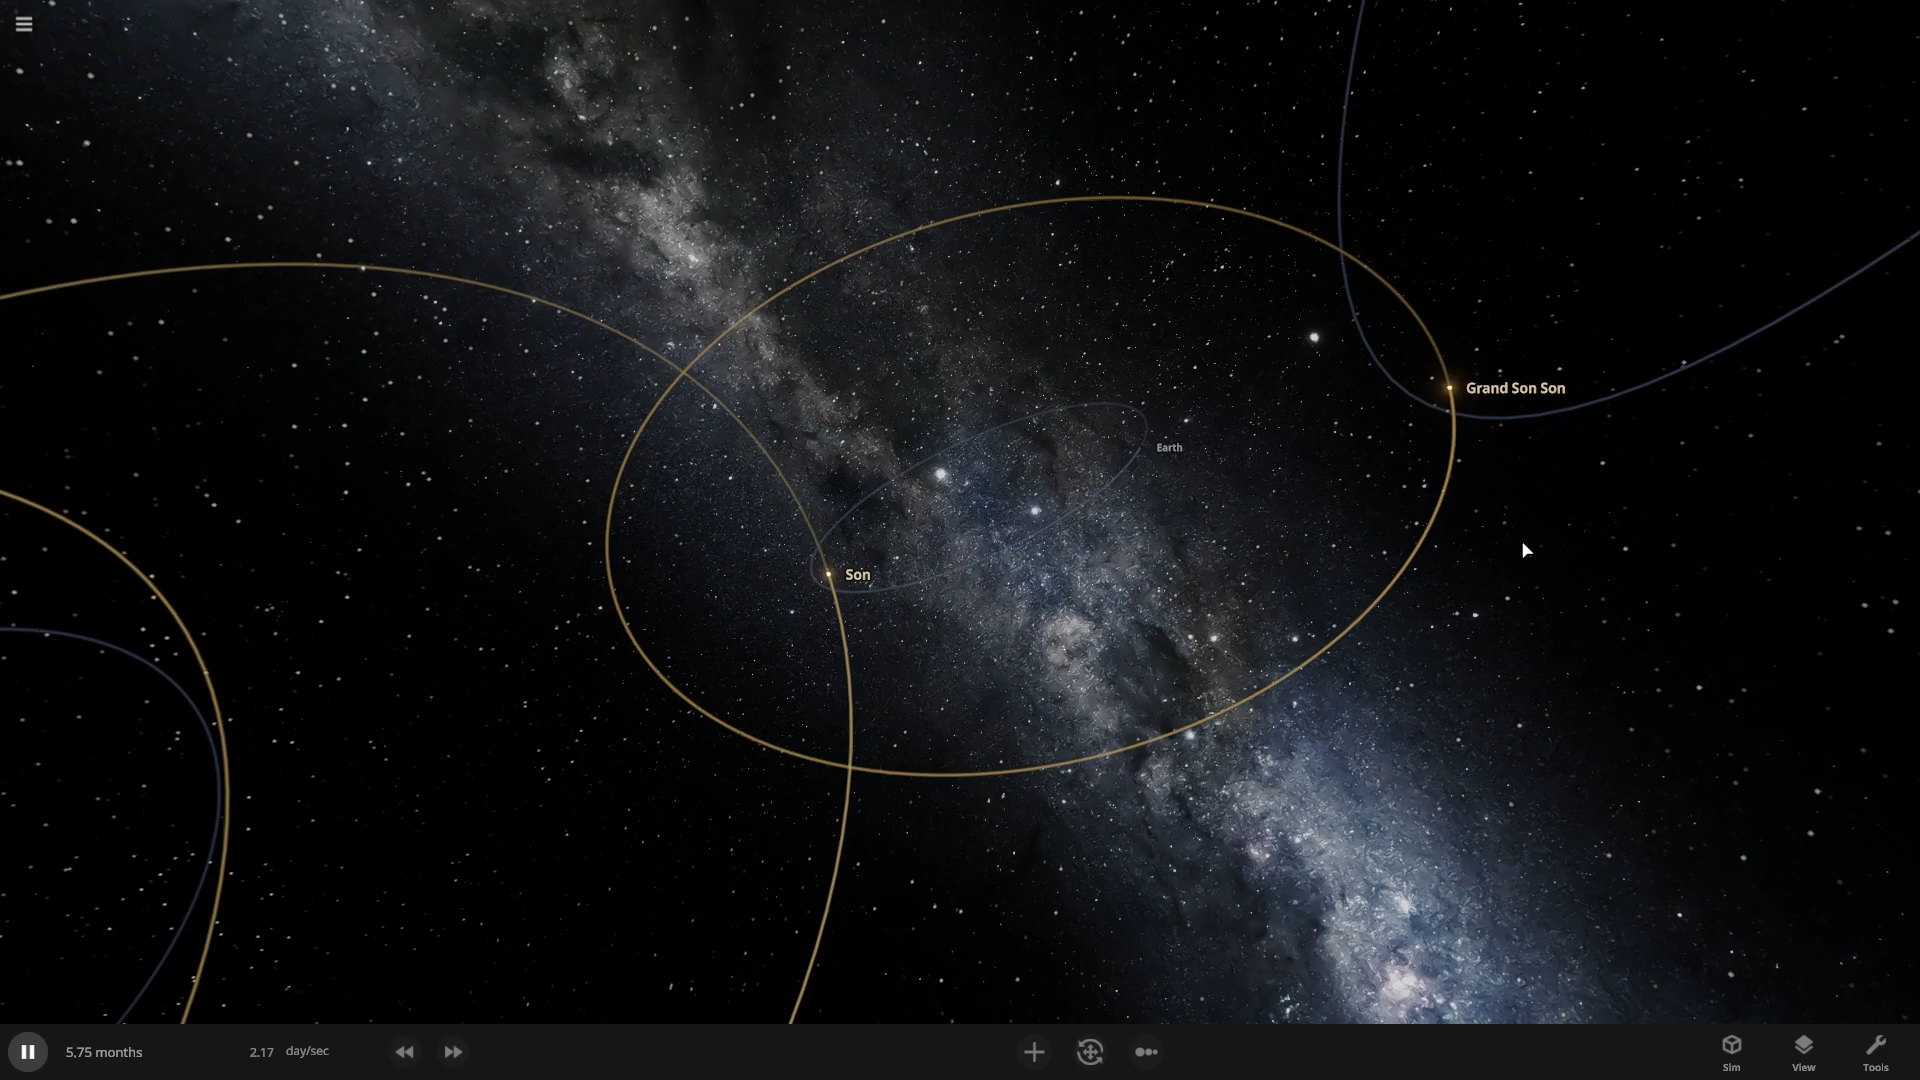 Grand Son Son
Earth
Son
5.75 months
2.17 day/sec
Sim
View
Tools